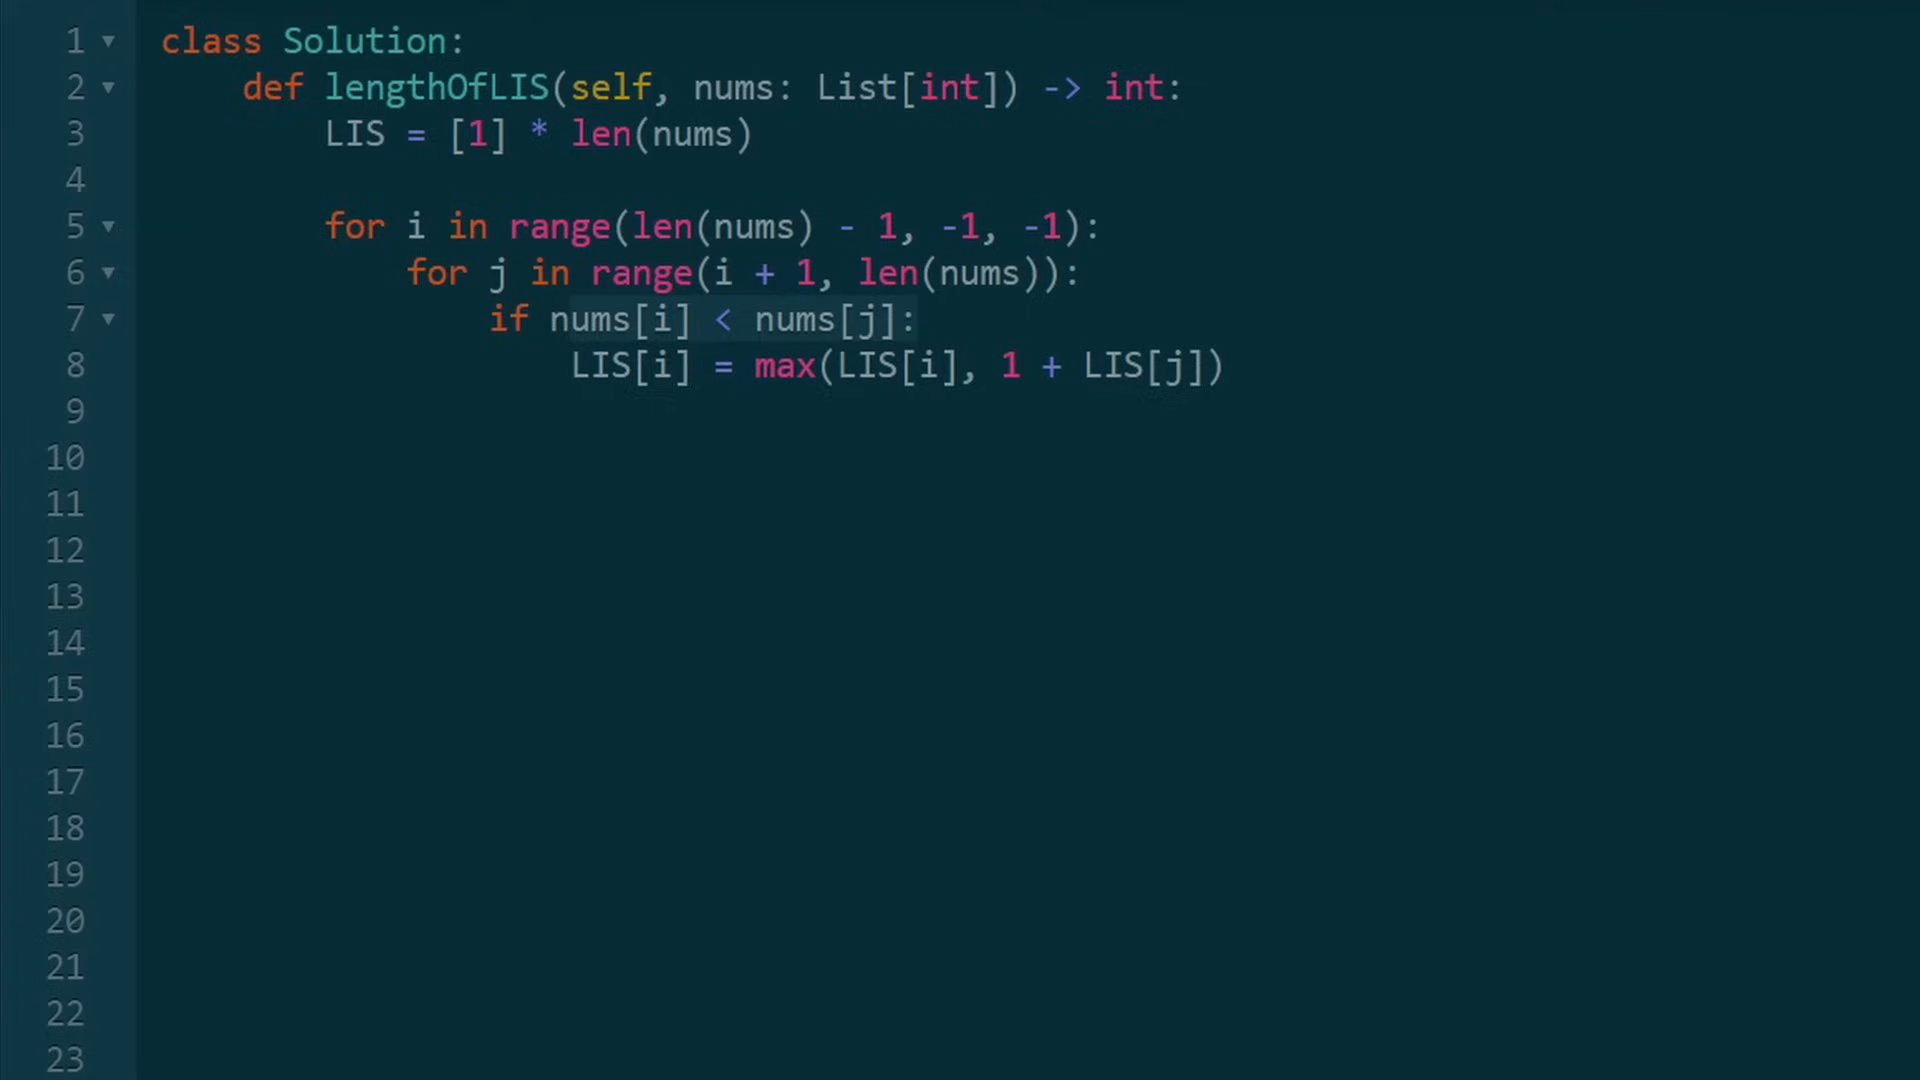 1 class Solution:
2     def lengthOfLIS(self, nums: List[int]) -> int:
3         LIS = [1] * len(nums)
4
5         for i in range(len(nums) - 1, -1, -1):
6             for j in range(i + 1, len(nums)):
7                 if nums[i] < nums[j]:
8                     LIS[i] = max(LIS[i], 1 + LIS[j])
9
10
11
12
13
14
15
16
17
18
19
20
21
22
23